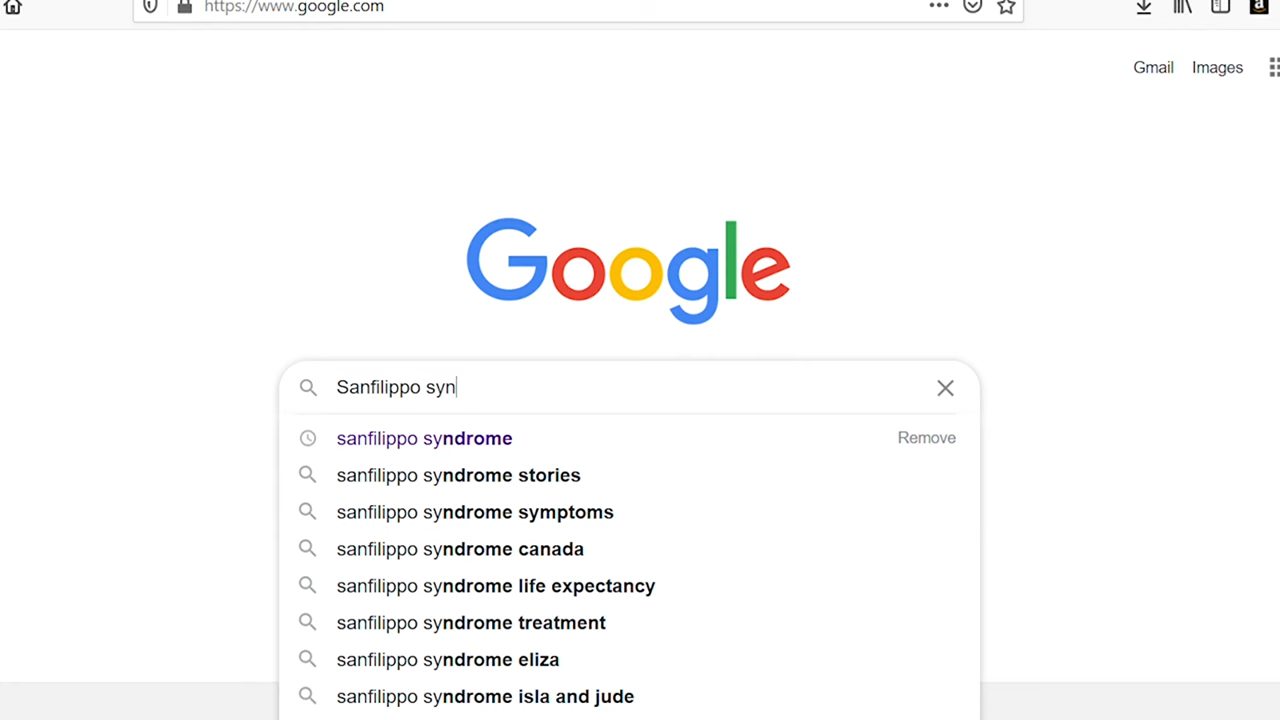 https://www.google.com
Gmail Images
Google
Sanfilippo syn
sanfilippo syndrome Remove
sanfilippo syndrome stories
sanfilippo syndrome symptoms
sanfilippo syndrome canada
sanfilippo syndrome life expectancy
sanfilippo syndrome treatment
sanfilippo syndrome eliza
sanfilippo syndrome isla and jude